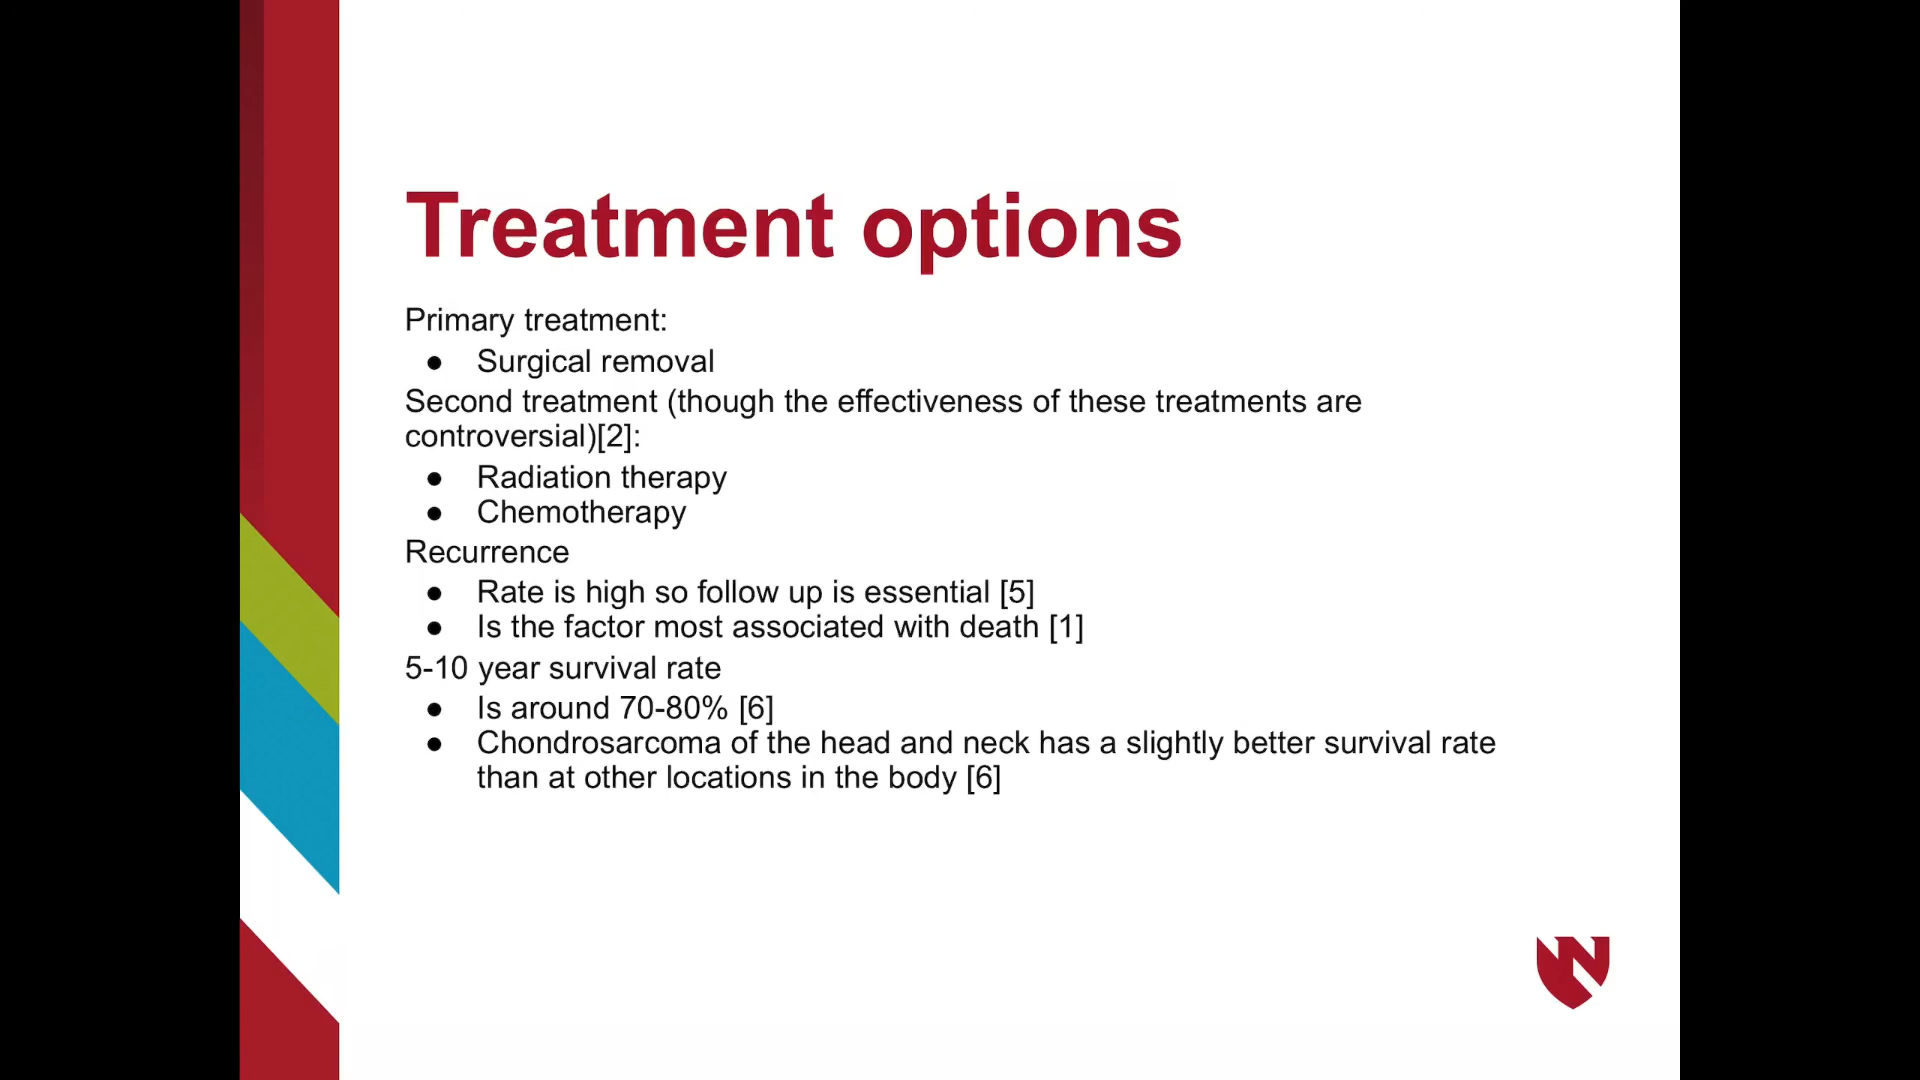 Treatment options
Primary treatment:
● Surgical removal
Second treatment (though the effectiveness of these treatments are
controversial)[2]:
● Radiation therapy
● Chemotherapy
Recurrence
● Rate is high so follow up is essential [5]
● Is the factor most associated with death [1]
5-10 year survival rate
● Is around 70-80% [6]
● Chondrosarcoma of the head and neck has a slightly better survival rate
than at other locations in the body [6]